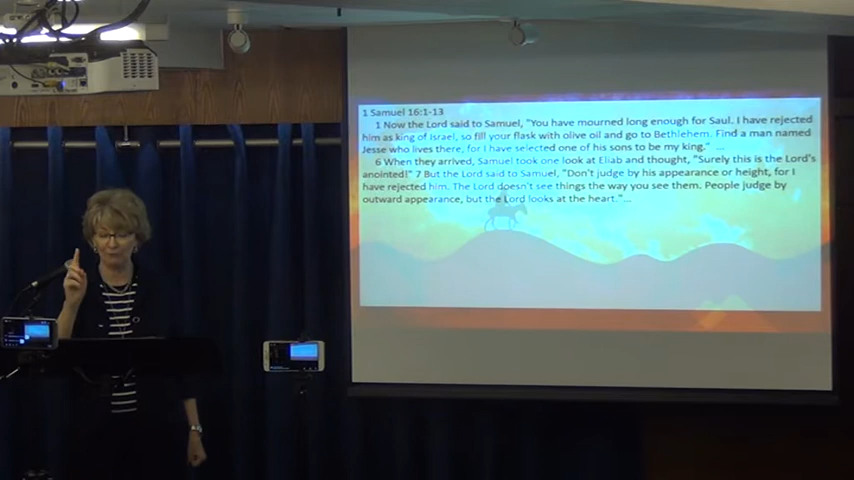 1 Samuel 16:1-13
1 Now the Lord said to Samuel, "You have mourned long enough for Saul. I have rejected
him as king of Israel, so fill your flask with olive oil and go to Bethlehem. Find a man named
Jesse who lives there, for I have selected one of his sons to be my king." ...
6 When they arrived, Samuel took one look at Eliab and thought, "Surely this is the Lord's
anointed!" 7 But the Lord said to Samuel, "Don't judge by his appearance or height, for I
have rejected him. The Lord doesn't see things the way you see them. People judge by
outward appearance, but the Lord looks at the heart."...